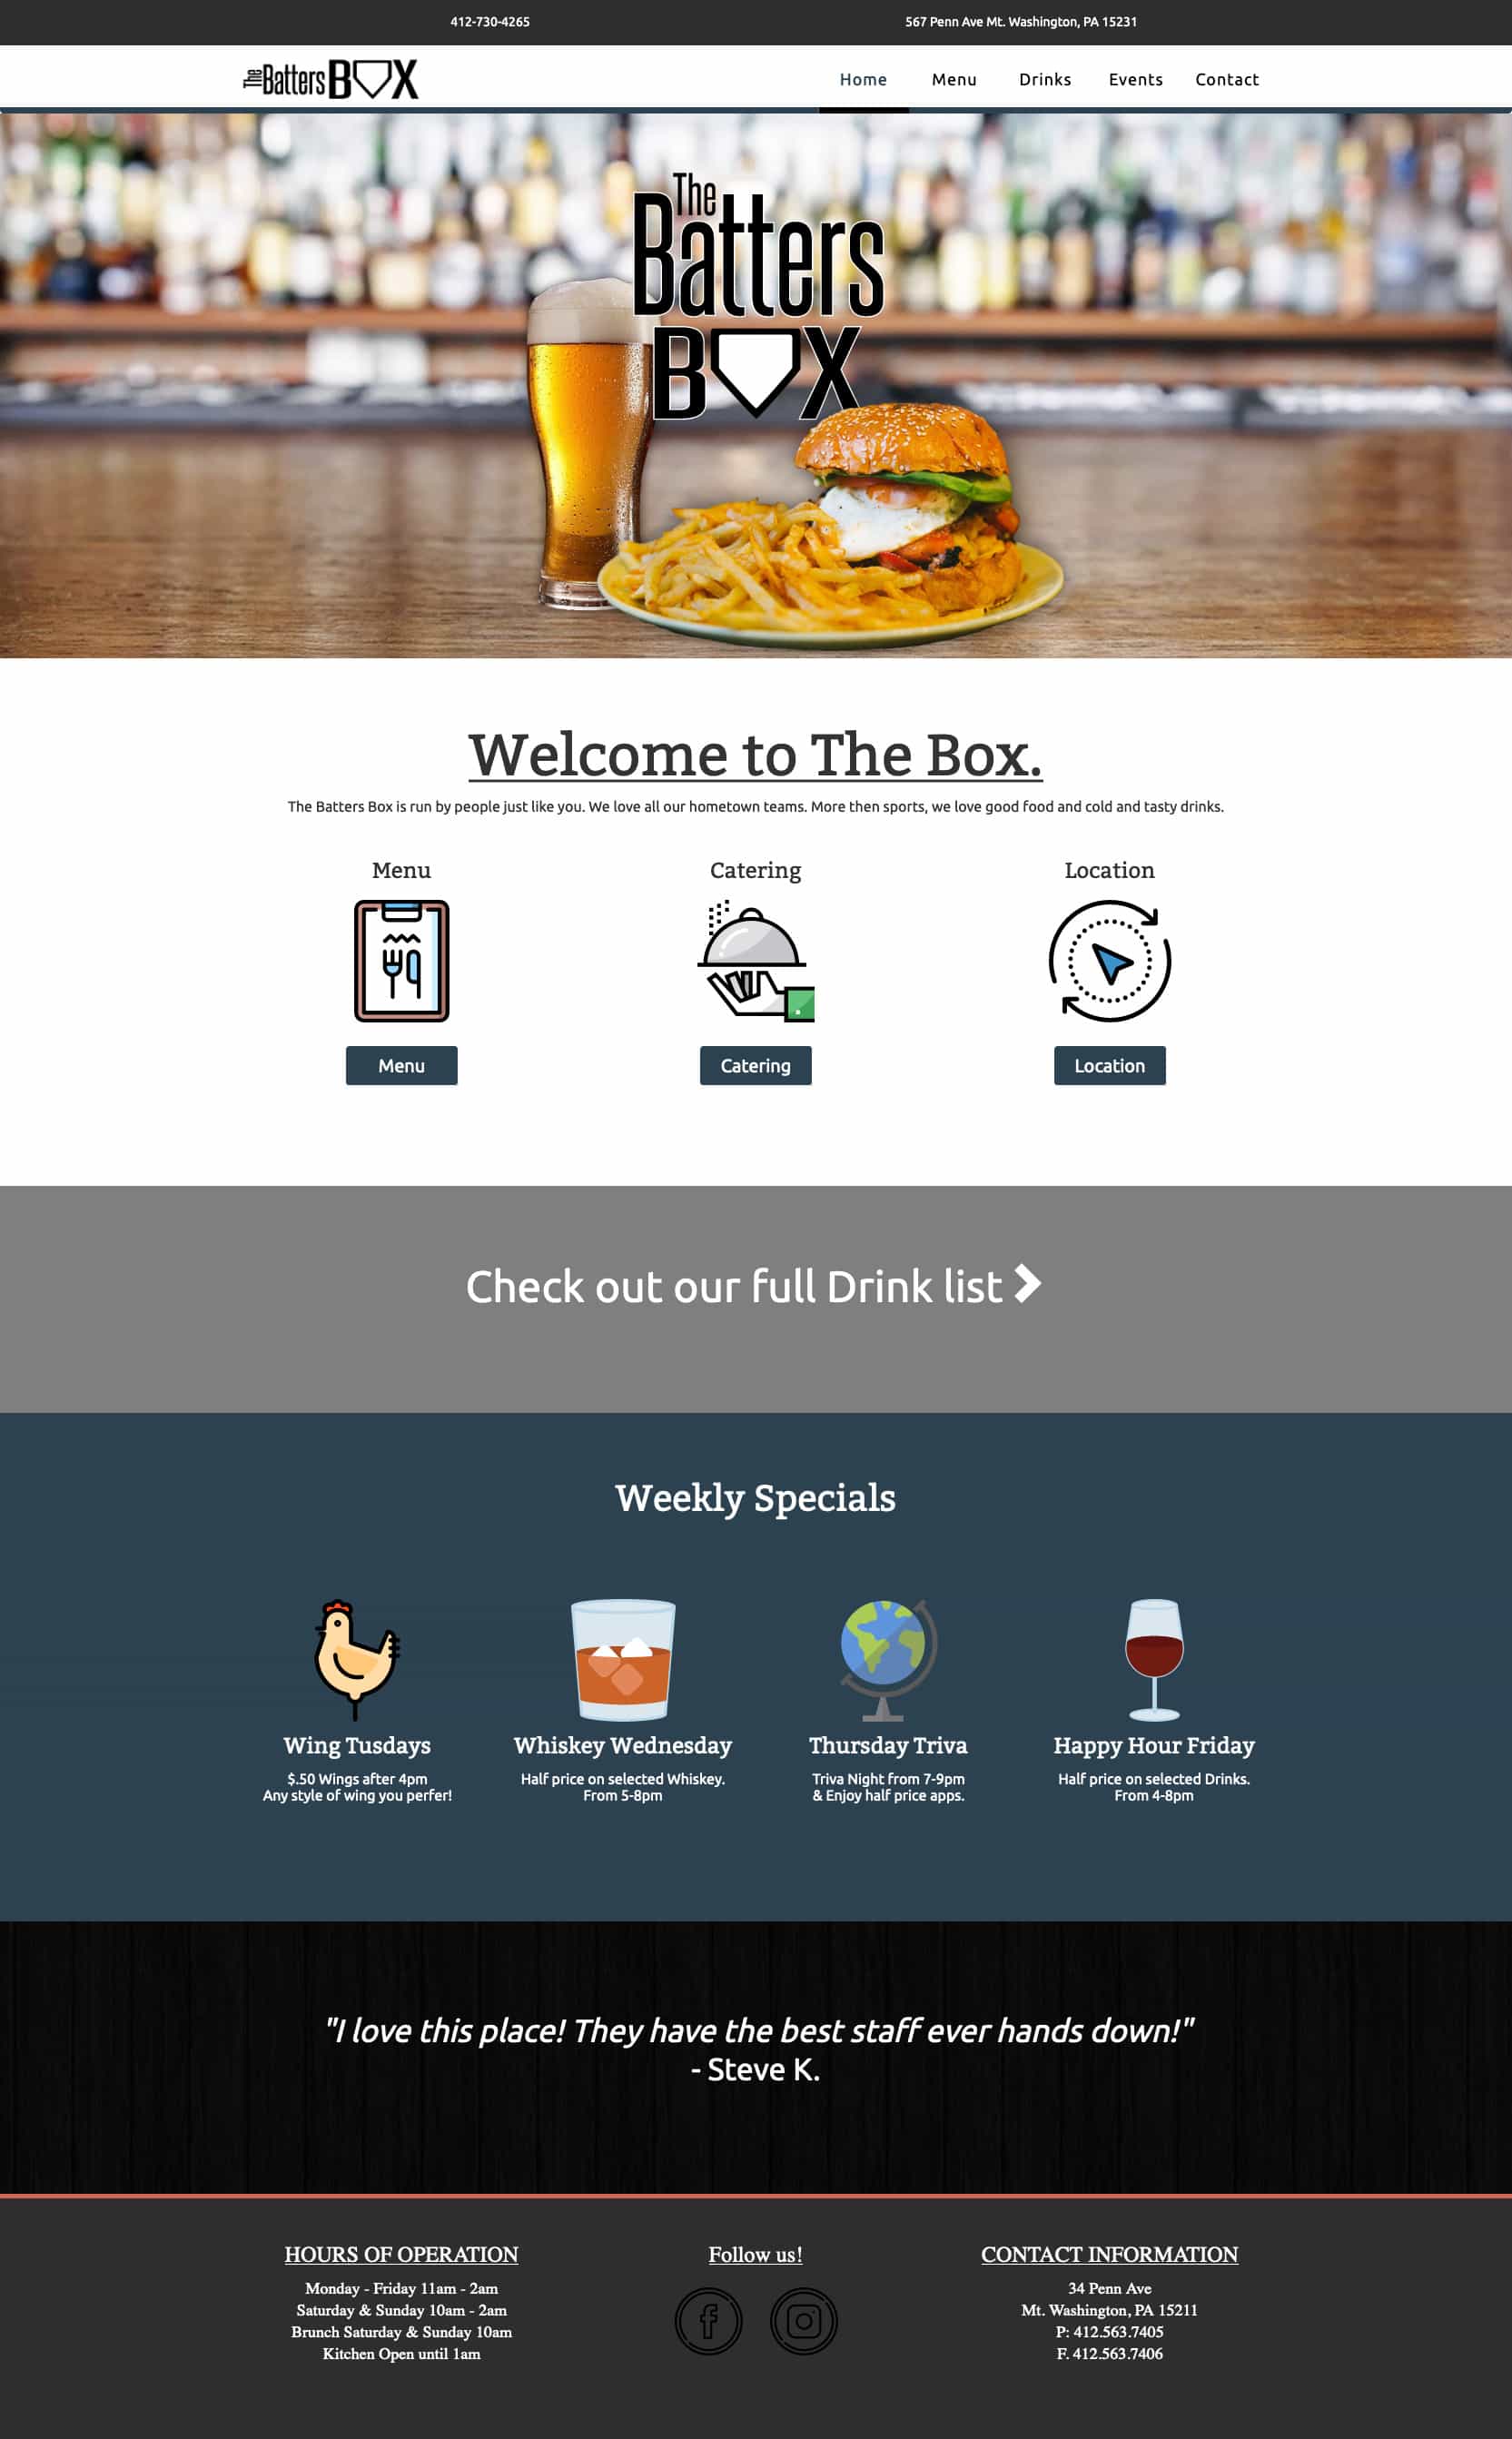 412-730-4265
567 Penn Ave Mt. Washington, PA 15231
The Batters BOX
Home
Menu
Drinks
Events
Contact
The
Batters
BOX
Welcome to The Box.
The Batters Box is run by people just like you. We love all our hometown teams. More then sports, we love good food and cold and tasty drinks.
Menu
Catering
Location
Menu
Catering
Location
Check out our full Drink list
Weekly Specials
Wing Tusdays
$.50 Wings after 4pm
Any style of wing you perfer!
Whiskey Wednesday
Half price on selected Whiskey.
From 5-8pm
Thursday Triva
Triva Night from 7-9pm
& Enjoy half price apps.
Happy Hour Friday
Half price on selected Drinks.
From 4-8pm
"I love this place! They have the best staff ever hands down!"
- Steve K.
HOURS OF OPERATION
Monday - Friday 11am - 2am
Saturday & Sunday 10am - 2am
Brunch Saturday & Sunday 10am
Kitchen Open until 1am
Follow us!
CONTACT INFORMATION
34 Penn Ave
Mt. Washington, PA 15211
P: 412.563.7405
F. 412.563.7406